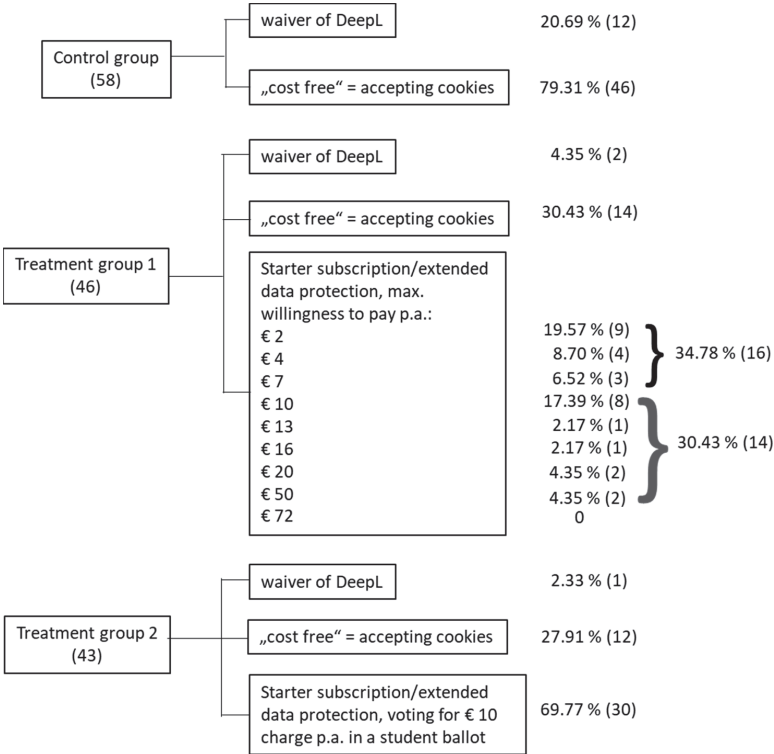 waiver of DeepL 20.69 % (12)
Control group
(58)
„cost free“ = accepting cookies 79.31 % (46)
waiver of DeepL 4.35 % (2)
„cost free“ = accepting cookies 30.43 % (14)
Treatment group 1
(46)
Starter subscription/extended
data protection, max.
willingness to pay p.a.:
€ 2 19.57 % (9)
€ 4 8.70 % (4)
€ 7 6.52 % (3)
34.78 % (16)
€ 10 17.39 % (8)
€ 13 2.17 % (1)
€ 16 2.17 % (1)
€ 20 4.35 % (2)
€ 50 4.35 % (2)
30.43 % (14)
€ 72 0
waiver of DeepL 2.33 % (1)
Treatment group 2
(43)
„cost free“ = accepting cookies 27.91 % (12)
Starter subscription/extended
data protection, voting for € 10
charge p.a. in a student ballot
69.77 % (30)